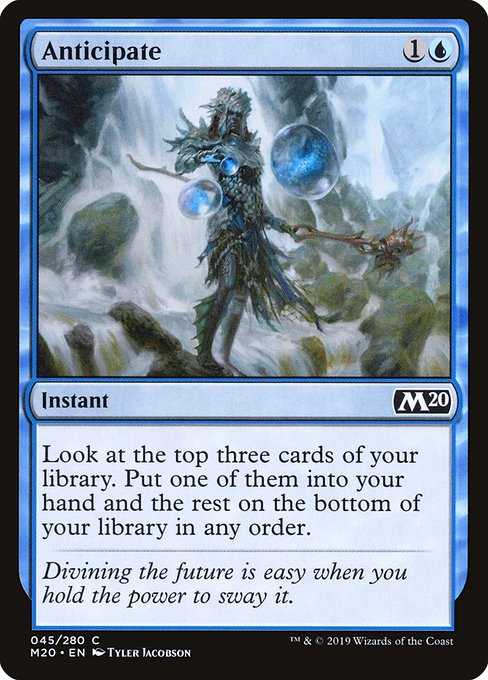 Anticipate 1
Instant M20
Look at the top three cards of your
library. Put one of them into your
hand and the rest on the bottom of
your library in any order.
Divining the future is easy when you
hold the power to sway it.
045/280 C ™ & © 2019 Wizards of the Coast
M20 • EN Tyler Jacobson